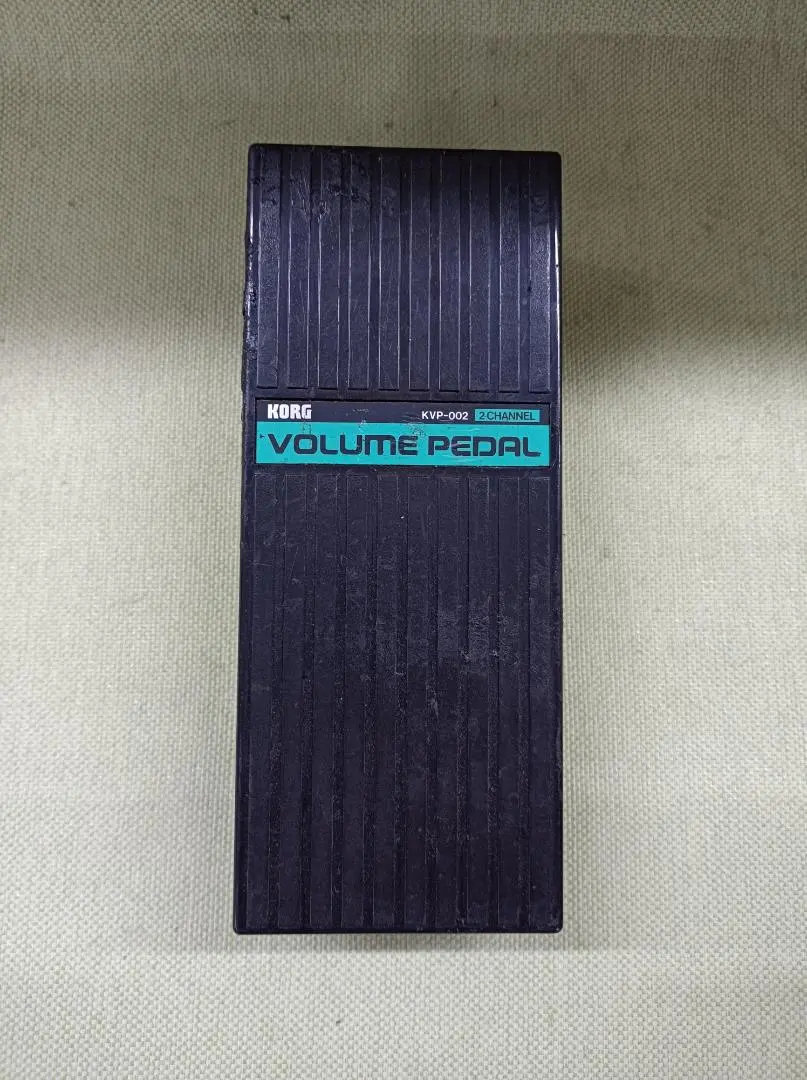 KORG KVP-002 2 CHANNEL
VOLUME PEDAL